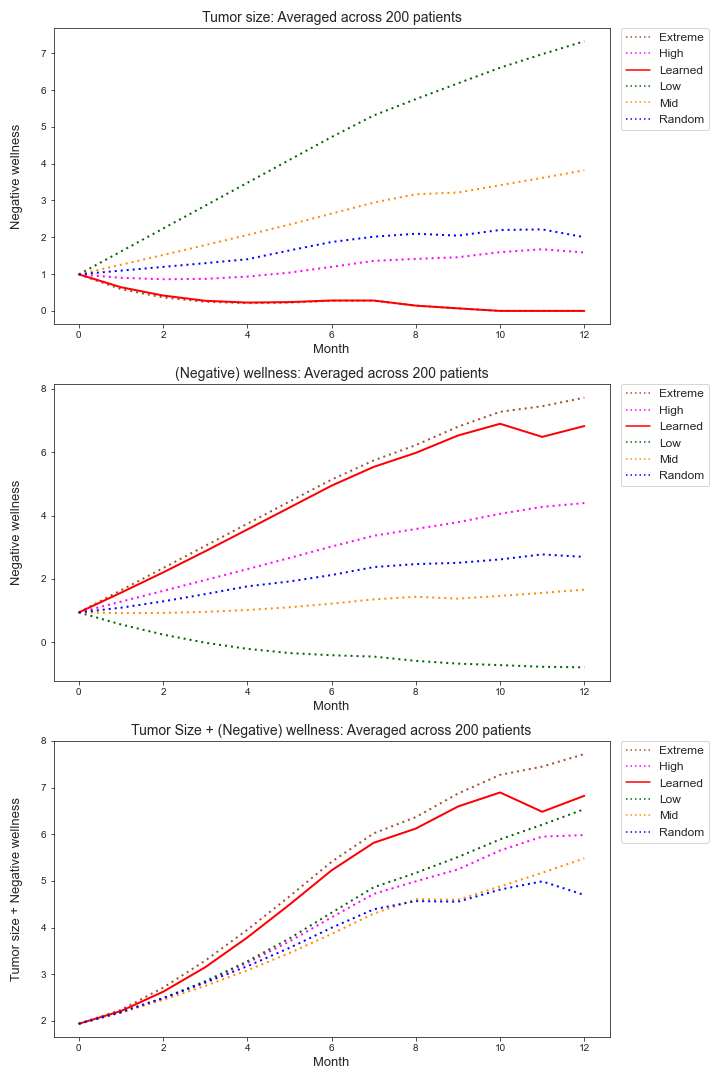 Tumor size: Averaged across 200 patients
Negative wellness
7
6
5
4
3
2
1
0
0 2 4 6 8 10 12
Month
Extreme
High
Learned
Low
Mid
Random
(Negative) wellness: Averaged across 200 patients
Negative wellness
8
6
4
2
0
0 2 4 6 8 10 12
Month
Extreme
High
Learned
Low
Mid
Random
Tumor Size + (Negative) wellness: Averaged across 200 patients
Tumor size + Negative wellness
8
7
6
5
4
3
2
0 2 4 6 8 10 12
Month
Extreme
High
Learned
Low
Mid
Random